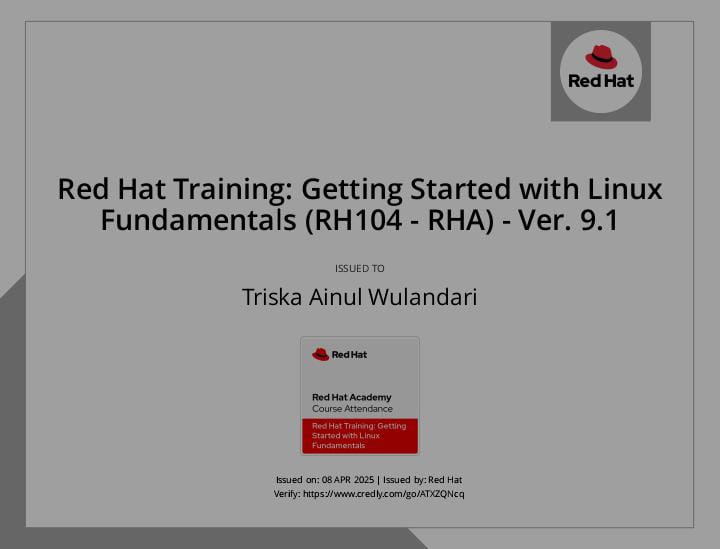 Red Hat
Red Hat Training: Getting Started with Linux
Fundamentals (RH104 - RHA) - Ver. 9.1
ISSUED TO
Triska Ainul Wulandari
Red Hat
Red Hat Academy
Course Attendance
Red Hat Training: Getting
Started with Linux
Fundamentals
Issued on: 08 APR 2025 | Issued by: Red Hat
Verify: https://www.credly.com/go/ATXZQNcq